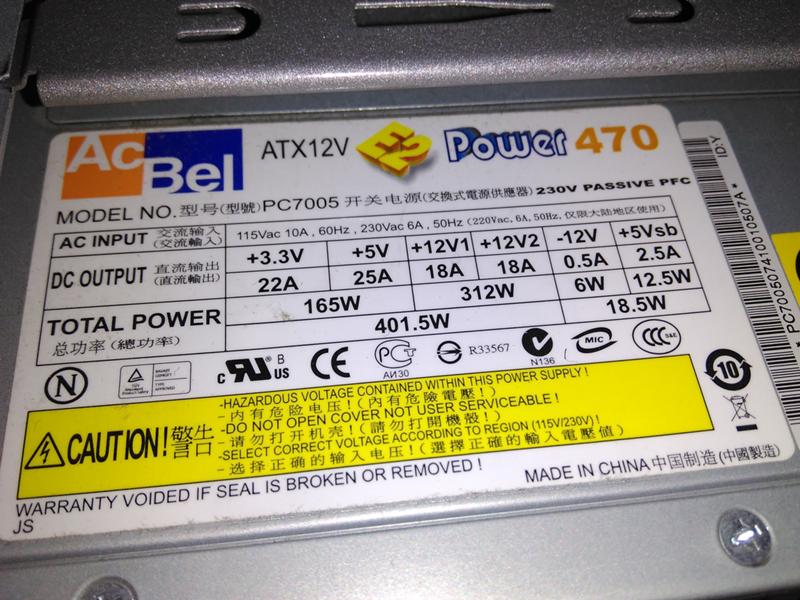 AcBel ATX12V E2 Power 470
MODEL NO. 型号(型號) PC7005 开关电源(交換式電源供應器) 230V PASSIVE PFC
AC INPUT 交流输入 (交流輸入) 115Vac 10A , 60Hz , 230Vac 6A , 50Hz (220Vac, 6A, 50Hz, 仅限大陆地区使用)
DC OUTPUT 直流输出 (直流輸出) +3.3V +5V +12V1 +12V2 -12V +5Vsb
22A 25A 18A 18A 0.5A 2.5A
TOTAL POWER 总功率 (總功率) 165W 312W 6W 12.5W
401.5W 18.5W
N
c RU US B
CE
PCT
АИ30
R33567
N136
MIC
CCC S&E
10
-HAZARDOUS VOLTAGE CONTAINED WITHIN THIS POWER SUPPLY !
-内有危险电压!(內有危險電壓!)
-DO NOT OPEN COVER NOT USER SERVICEABLE !
-请勿打开机壳!(請勿打開機殼!)
-SELECT CORRECT VOLTAGE ACCORDING TO REGION (115V/230V) !
-选择正确的输入电压!(選擇正確的輸入電壓值)
CAUTION! 警告
WARRANTY VOIDED IF SEAL IS BROKEN OR REMOVED !
MADE IN CHINA 中国制造 (中國製造)
JS
ID:Y
* PC700507410010507A *